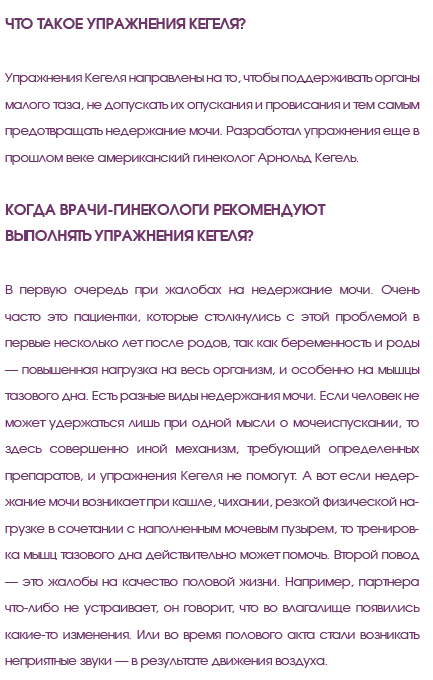 ЧТО ТАКОЕ УПРАЖНЕНИЯ КЕГЕЛЯ?
Упражнения Кегеля направлены на то, чтобы поддерживать органы
малого таза, не допускать их опускания и провисания и тем самым
предотвращать недержание мочи. Разработал упражнения еще в
прошлом веке американский гинеколог Арнольд Кегель.
КОГДА ВРАЧИ-ГИНЕКОЛОГИ РЕКОМЕНДУЮТ
ВЫПОЛНЯТЬ УПРАЖНЕНИЯ КЕГЕЛЯ?
В первую очередь при жалобах на недержание мочи. Очень
часто это пациентки, которые столкнулись с этой проблемой в
первые несколько лет после родов, так как беременность и роды
— повышенная нагрузка на весь организм, и особенно на мышцы
тазового дна. Есть разные виды недержания мочи. Если человек не
может удержаться лишь при одной мысли о мочеиспускании, то
здесь совершенно иной механизм, требующий определенных
препаратов, и упражнения Кегеля не помогут. А вот если недер-
жание мочи возникает при кашле, чихании, резкой физической на-
грузке в сочетании с наполненным мочевым пузырем, то трениров-
ка мышц тазового дна действительно может помочь. Второй повод
— это жалобы на качество половой жизни. Например, партнера
что-либо не устраивает, он говорит, что во влагалище появились
какие-то изменения. Или во время полового акта стали возникать
неприятные звуки — в результате движения воздуха.